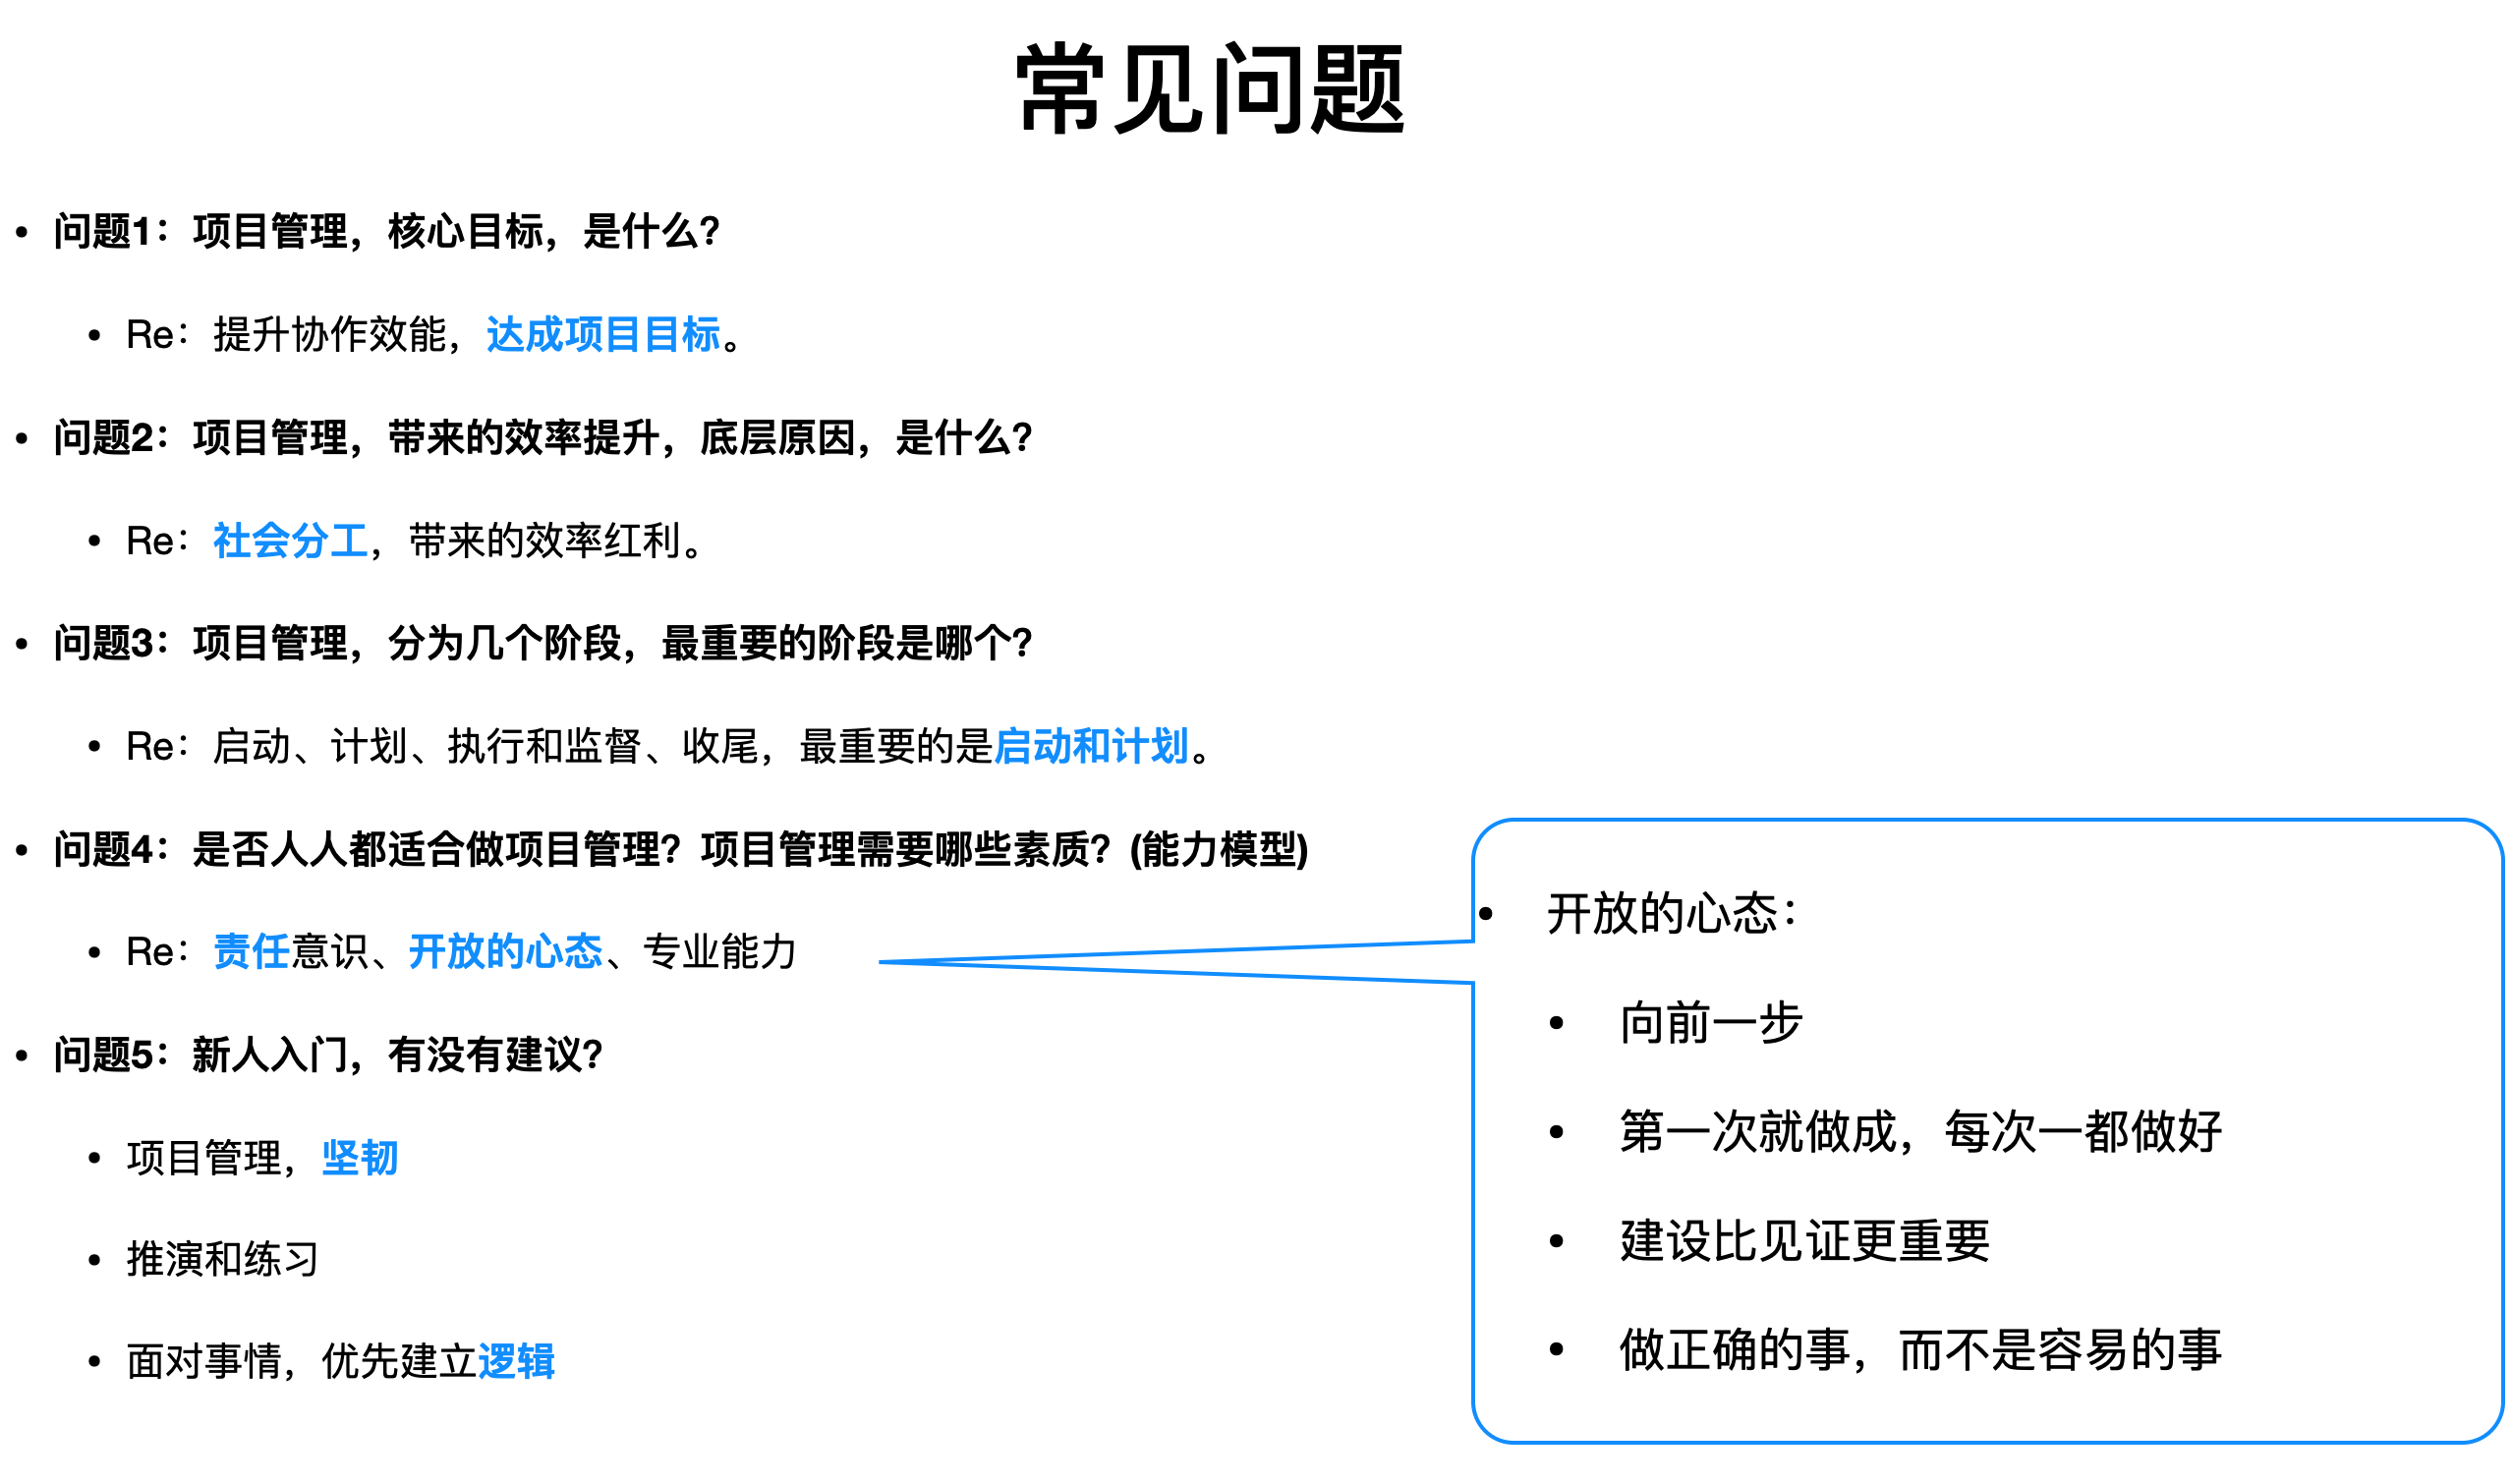 常见问题
• 问题1：项目管理，核心目标，是什么？
• Re：提升协作效能，达成项目目标。
• 问题2：项目管理，带来的效率提升，底层原因，是什么？
• Re：社会分工，带来的效率红利。
• 问题3：项目管理，分为几个阶段，最重要的阶段是哪个？
• Re：启动、计划、执行和监督、收尾，最重要的是启动和计划。
• 问题4：是否人人都适合做项目管理？项目管理需要哪些素质？(能力模型)
• Re：责任意识、开放的心态、专业能力
• 问题5：新人入门，有没有建议？
• 项目管理，坚韧
• 推演和练习
• 面对事情，优先建立逻辑
• 开放的心态：
• 向前一步
• 第一次就做成，每次一都做好
• 建设比见证更重要
• 做正确的事，而不是容易的事